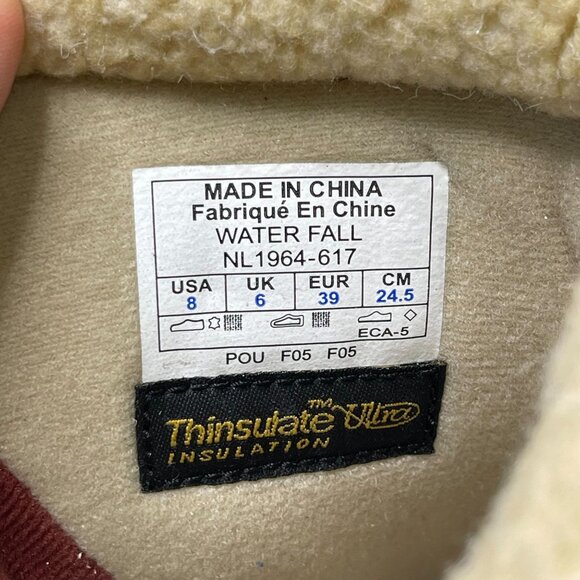 MADE IN CHINA
Fabriqué En Chine
WATER FALL
NL1964-617
USA UK EUR CM
8 6 39 24.5
ECA-5
POU F05 F05
Thinsulate™ Ultra
INSULATION